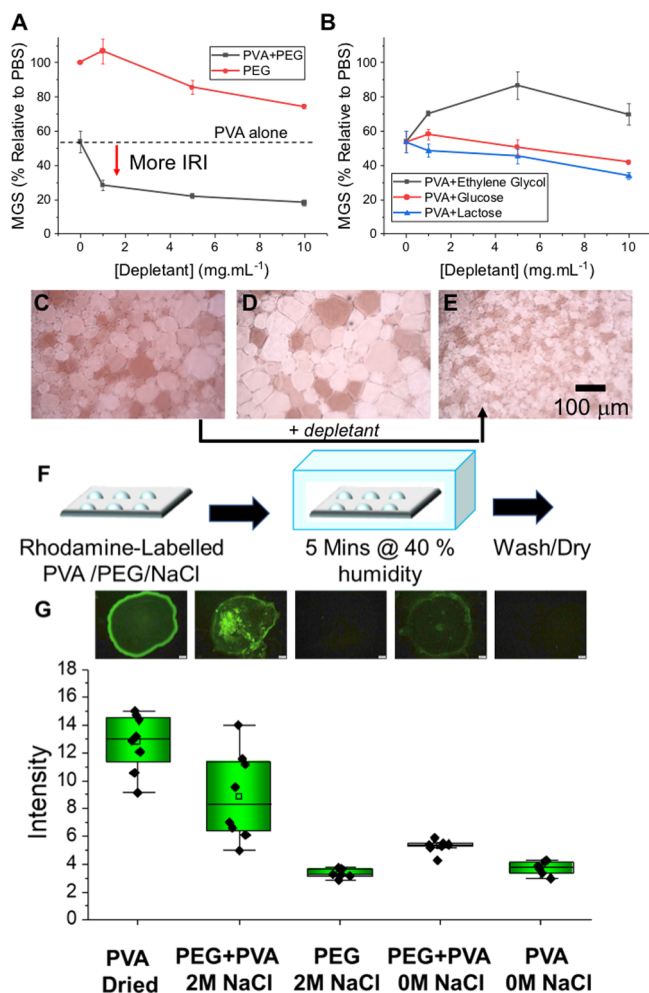 A
B
MGS (% Relative to PBS)
120
100
80
60
40
20
0
PVA+PEG
PEG
PVA alone
More IRI
0 2 4 6 8 10
[Depletant] (mg.mL-1)
MGS (% Relative to PBS)
120
100
80
60
40
20
0
PVA+Ethylene Glycol
PVA+Glucose
PVA+Lactose
0 2 4 6 8 10
[Depletant] (mg.mL-1)
C
D
E
100 μm
+ depletant
F
Rhodamine-Labelled
PVA /PEG/NaCl
5 Mins @ 40 %
humidity
Wash/Dry
G
Intensity
18
16
14
12
10
8
6
4
2
0
PVA
Dried
PEG+PVA
2M NaCl
PEG
2M NaCl
PEG+PVA
0M NaCl
PVA
0M NaCl